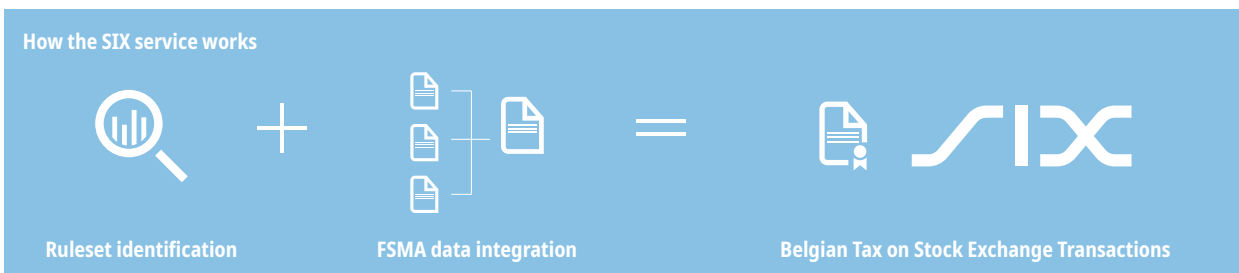 How the SIX service works
SIX
Ruleset identification
FSMA data integration
Belgian Tax on Stock Exchange Transactions